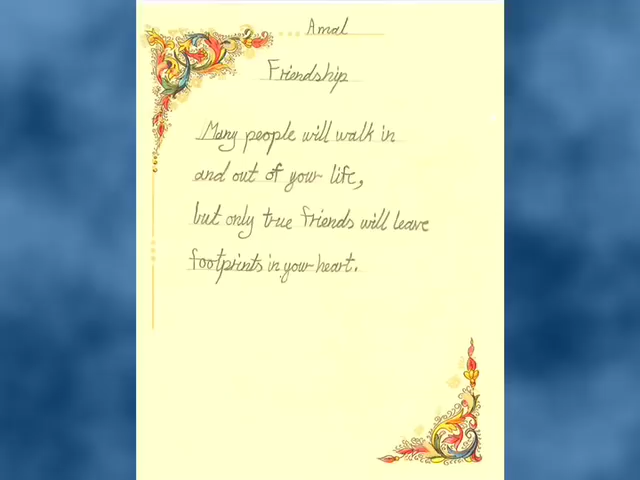 Amal
Friendship
Many people will walk in
and out of your life,
but only true friends will leave
footprints in your heart.